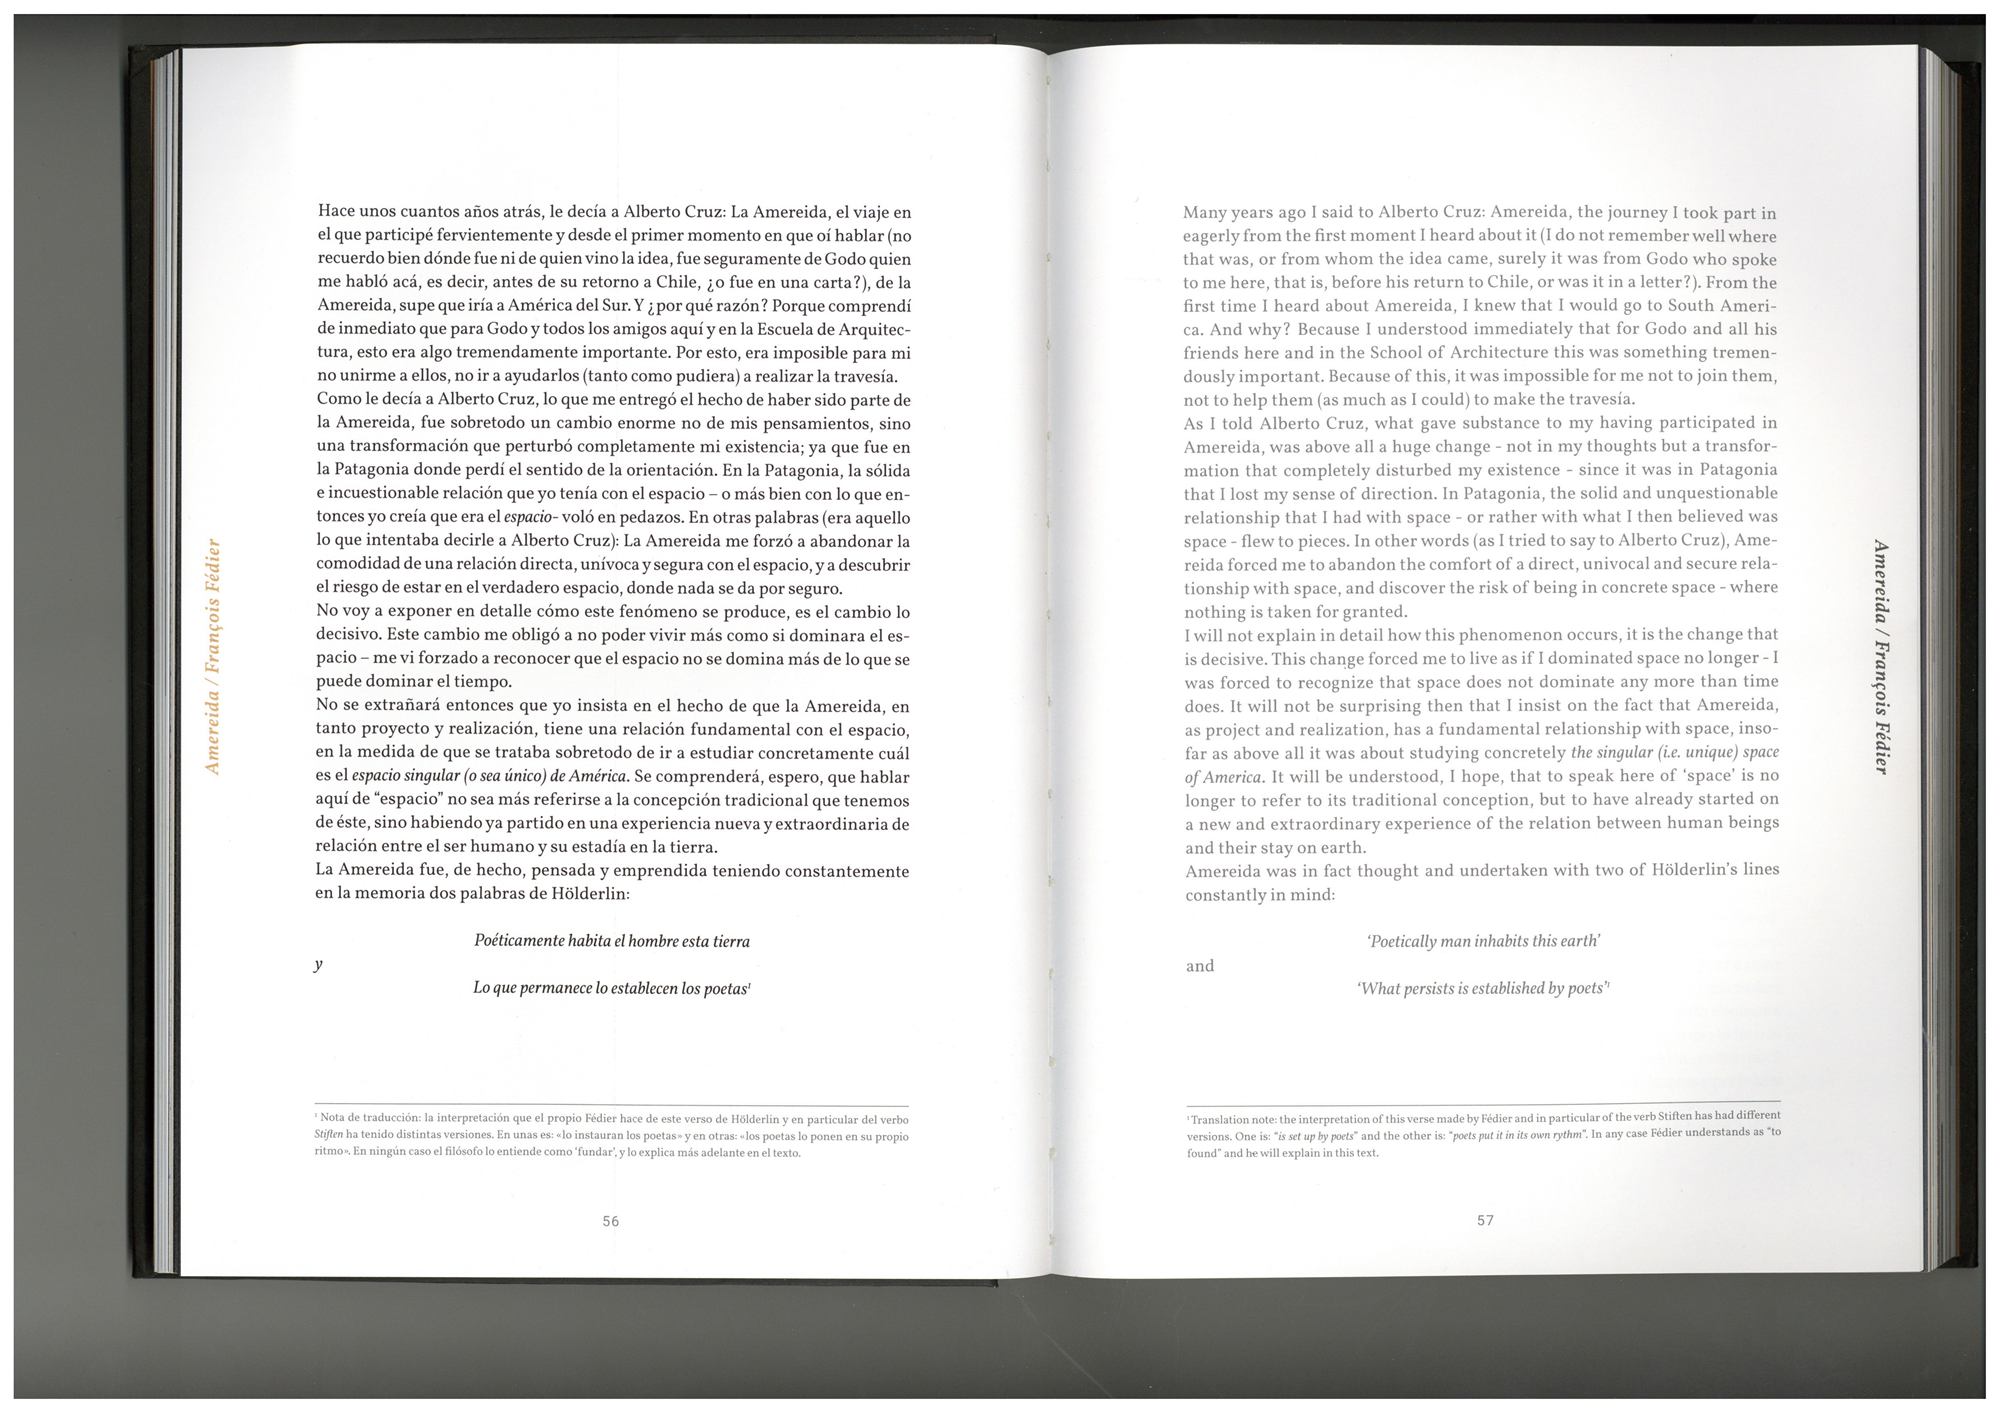 Amereida / François Fédier
Hace unos cuantos años atrás, le decía a Alberto Cruz: La Amereida, el viaje en
el que participé fervientemente y desde el primer momento en que oí hablar (no
recuerdo bien dónde fue ni de quien vino la idea, fue seguramente de Godo quien
me habló acá, es decir, antes de su retorno a Chile, ¿o fue en una carta?), de la
Amereida, supe que iría a América del Sur. Y ¿por qué razón? Porque comprendí
de inmediato que para Godo y todos los amigos aquí y en la Escuela de Arquitec-
tura, esto era algo tremendamente importante. Por esto, era imposible para mi
no unirme a ellos, no ir a ayudarlos (tanto como pudiera) a realizar la travesía.
Como le decía a Alberto Cruz, lo que me entregó el hecho de haber sido parte de
la Amereida, fue sobretodo un cambio enorme no de mis pensamientos, sino
una transformación que perturbó completamente mi existencia; ya que fue en
la Patagonia donde perdí el sentido de la orientación. En la Patagonia, la sólida
e incuestionable relación que yo tenía con el espacio – o más bien con lo que en-
tonces yo creía que era el espacio- voló en pedazos. En otras palabras (era aquello
lo que intentaba decirle a Alberto Cruz): La Amereida me forzó a abandonar la
comodidad de una relación directa, unívoca y segura con el espacio, y a descubrir
el riesgo de estar en el verdadero espacio, donde nada se da por seguro.
No voy a exponer en detalle cómo este fenómeno se produce, es el cambio lo
decisivo. Este cambio me obligó a no poder vivir más como si dominara el es-
pacio – me vi forzado a reconocer que el espacio no se domina más de lo que se
puede dominar el tiempo.
No se extrañará entonces que yo insista en el hecho de que la Amereida, en
tanto proyecto y realización, tiene una relación fundamental con el espacio,
en la medida de que se trataba sobretodo de ir a estudiar concretamente cuál
es el espacio singular (o sea único) de América. Se comprenderá, espero, que hablar
aquí de “espacio” no sea más referirse a la concepción tradicional que tenemos
de éste, sino habiendo ya partido en una experiencia nueva y extraordinaria de
relación entre el ser humano y su estadía en la tierra.
La Amereida fue, de hecho, pensada y emprendida teniendo constantemente
en la memoria dos palabras de Hölderlin:
Poéticamente habita el hombre esta tierra
y
Lo que permanece lo establecen los poetas¹
¹ Nota de traducción: la interpretación que el propio Fédier hace de este verso de Hölderlin y en particular del verbo
Stiften ha tenido distintas versiones. En unas es: «lo instauran los poetas» y en otras: «los poetas lo ponen en su propio
ritmo». En ningún caso el filósofo lo entiende como ‘fundar’, y lo explica más adelante en el texto.
56
Many years ago I said to Alberto Cruz: Amereida, the journey I took part in
eagerly from the first moment I heard about it (I do not remember well where
that was, or from whom the idea came, surely it was from Godo who spoke
to me here, that is, before his return to Chile, or was it in a letter?). From the
first time I heard about Amereida, I knew that I would go to South Ameri-
ca. And why? Because I understood immediately that for Godo and all his
friends here and in the School of Architecture this was something tremen-
dously important. Because of this, it was impossible for me not to join them,
not to help them (as much as I could) to make the travesía.
As I told Alberto Cruz, what gave substance to my having participated in
Amereida, was above all a huge change - not in my thoughts but a transfor-
mation that completely disturbed my existence - since it was in Patagonia
that I lost my sense of direction. In Patagonia, the solid and unquestionable
relationship that I had with space - or rather with what I then believed was
space - flew to pieces. In other words (as I tried to say to Alberto Cruz), Ame-
reida forced me to abandon the comfort of a direct, univocal and secure rela-
tionship with space, and discover the risk of being in concrete space - where
nothing is taken for granted.
I will not explain in detail how this phenomenon occurs, it is the change that
is decisive. This change forced me to live as if I dominated space no longer - I
was forced to recognize that space does not dominate any more than time
does. It will not be surprising then that I insist on the fact that Amereida,
as project and realization, has a fundamental relationship with space, inso-
far as above all it was about studying concretely the singular (i.e. unique) space
of America. It will be understood, I hope, that to speak here of ‘space’ is no
longer to refer to its traditional conception, but to have already started on
a new and extraordinary experience of the relation between human beings
and their stay on earth.
Amereida was in fact thought and undertaken with two of Hölderlin’s lines
constantly in mind:
‘Poetically man inhabits this earth’
and
‘What persists is established by poets’¹
¹ Translation note: the interpretation of this verse made by Fédier and in particular of the verb Stiften has had different
versions. One is: “is set up by poets” and the other is: “poets put it in its own rythm”. In any case Fédier understands as “to
found” and he will explain in this text.
57
Amereida / François Fédier